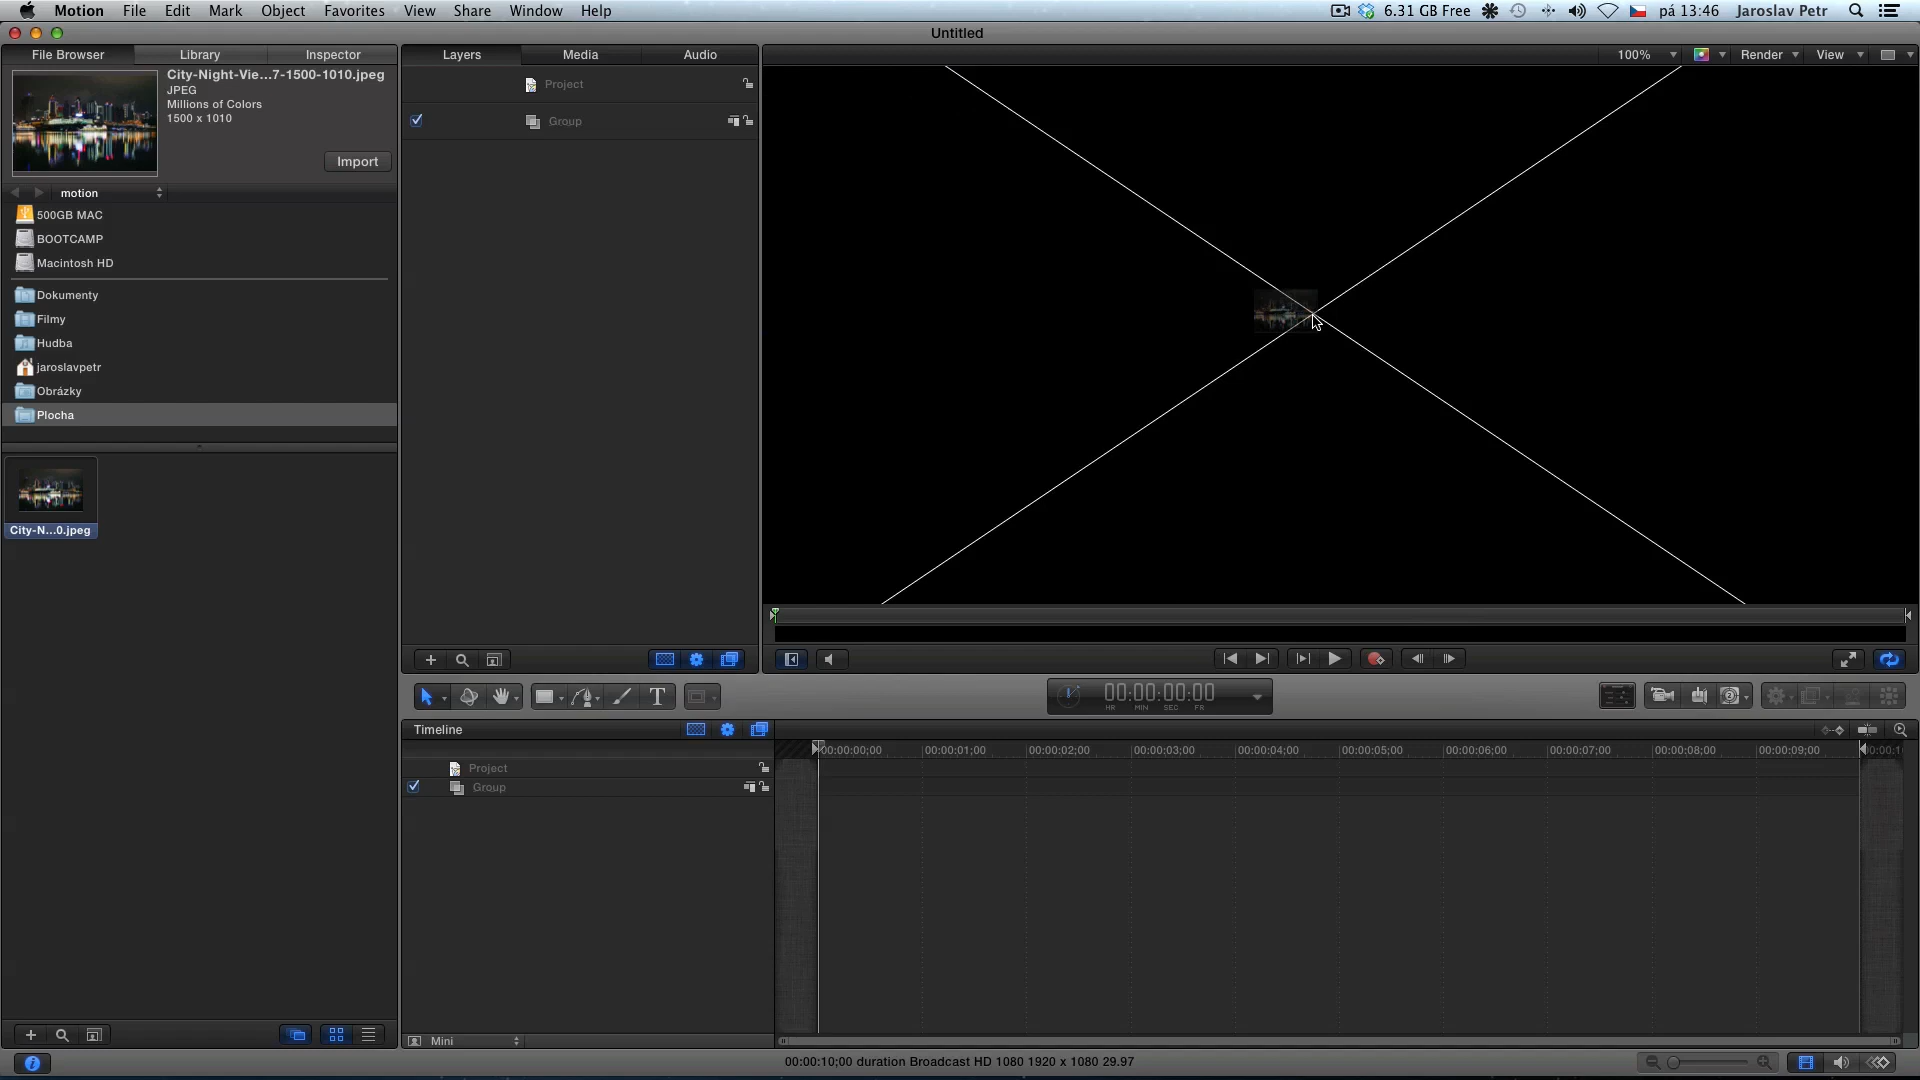 Motion File Edit Mark Object Favorites View Share Window Help 6.31 GB Free pá 13:46 Jaroslav Petr
Untitled
File Browser Library Inspector
Layers Media Audio
100% Render View
City-Night-Vie...7-1500-1010.jpeg
JPEG
Millions of Colors
1500 x 1010
Import
motion
500GB MAC
BOOTCAMP
Macintosh HD
Dokumenty
Filmy
Hudba
jaroslavpetr
Obrázky
Plocha
City-N...0.jpeg
Project
Group
T
00:00:00:00
HR MIN SEC FR
Timeline
00:00:00;00 00:00:01;00 00:00:02;00 00:00:03;00 00:00:04;00 00:00:05;00 00:00:06;00 00:00:07;00 00:00:08;00 00:00:09;00
Project
Group
Mini
00:00:10;00 duration Broadcast HD 1080 1920 x 1080 29.97